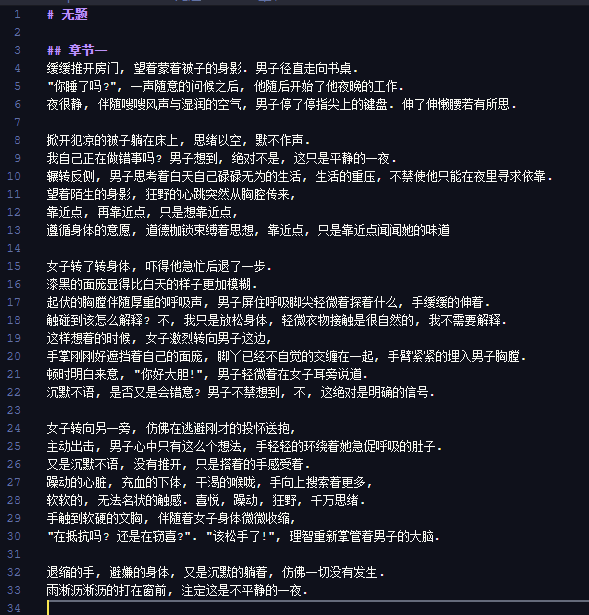 1 # 无题
2
3 ## 章节一
4 缓缓推开房门, 望着蒙着被子的身影. 男子径直走向书桌.
5 "你睡了吗?", 一声随意的问候之后, 他随后开始了他夜晚的工作.
6 夜很静, 伴随嗖嗖风声与湿润的空气, 男子停了停指尖上的键盘. 伸了伸懒腰若有所思.
7
8 掀开犯凉的被子躺在床上, 思绪以空, 默不作声.
9 我自己正在做错事吗? 男子想到, 绝对不是, 这只是平静的一夜.
10 辗转反侧, 男子思考着白天自己碌碌无为的生活, 生活的重压, 不禁使他只能在夜里寻求依靠.
11 望着陌生的身影, 狂野的心跳突然从胸腔传来,
12 靠近点, 再靠近点, 只是想靠近点,
13 遵循身体的意愿, 道德枷锁束缚着思想, 靠近点, 只是靠近点闻闻她的味道
14
15 女子转了转身体, 吓得他急忙后退了一步.
16 漆黑的面庞显得比白天的样子更加模糊.
17 起伏的胸膛伴随厚重的呼吸声, 男子屏住呼吸脚尖轻微着探着什么, 手缓缓的伸着.
18 触碰到该怎么解释? 不, 我只是放松身体, 轻微衣物接触是很自然的, 我不需要解释.
19 这样想着的时候, 女子激烈转向男子这边,
20 手掌刚刚好遮挡着自己的面庞, 脚丫已经不自觉的交缠在一起, 手臂紧紧的埋入男子胸膛.
21 顿时明白来意, "你好大胆!", 男子轻微着在女子耳旁说道.
22 沉默不语, 是否又是会错意? 男子不禁想到, 不, 这绝对是明确的信号.
23
24 女子转向另一旁, 仿佛在逃避刚才的投怀送抱,
25 主动出击, 男子心中只有这么个想法, 手轻轻的环绕着她急促呼吸的肚子.
26 又是沉默不语, 没有推开, 只是搭着的手感受着.
27 躁动的心脏, 充血的下体, 干渴的喉咙, 手向上搜索着更多,
28 软软的, 无法名状的触感. 喜悦, 躁动, 狂野, 千万思绪.
29 手触到软硬的文胸, 伴随着女子身体微微收缩,
30 "在抵抗吗? 还是在窃喜?". "该松手了!", 理智重新掌管着男子的大脑.
31
32 退缩的手, 避嫌的身体, 又是沉默的躺着, 仿佛一切没有发生.
33 雨淅沥淅沥的打在窗前, 注定这是不平静的一夜.
34